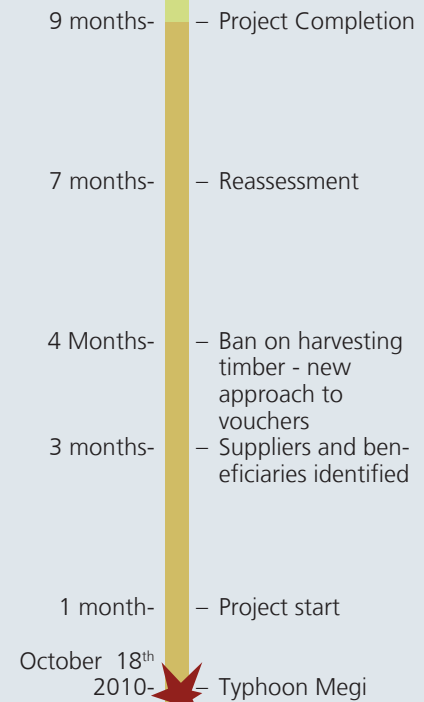 9 months- – Project Completion
7 months- – Reassessment
4 Months- – Ban on harvesting
timber - new
approach to
vouchers
3 months- – Suppliers and ben-
eficiaries identified
1 month- – Project start
October 18th
2010- – Typhoon Megi